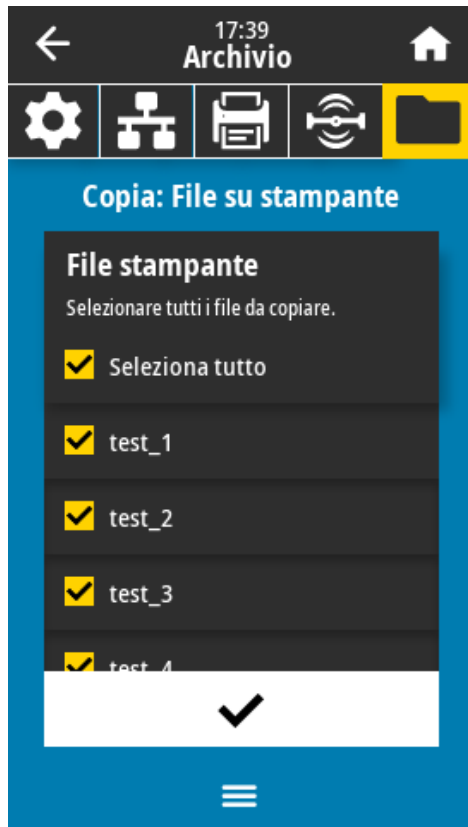 17:39
Archivio
Copia: File su stampante
File stampante
Selezionare tutti i file da copiare.
Seleziona tutto
test_1
test_2
test_3
test_4